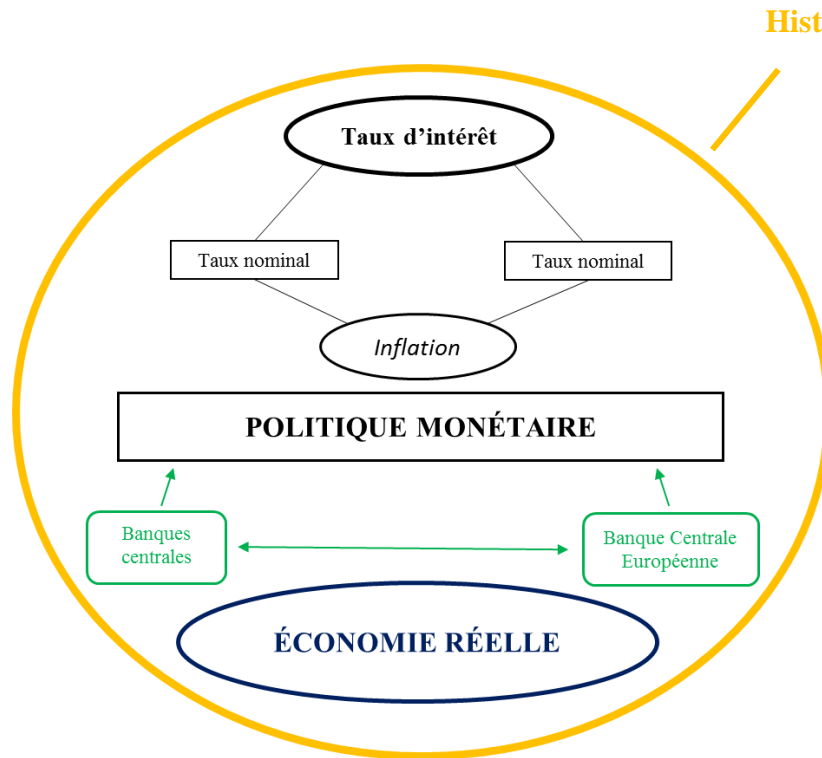 Hist
Taux d’intérêt
Taux nominal
Taux nominal
Inflation
POLITIQUE MONÉTAIRE
Banques
centrales
Banque Centrale
Européenne
ÉCONOMIE RÉELLE